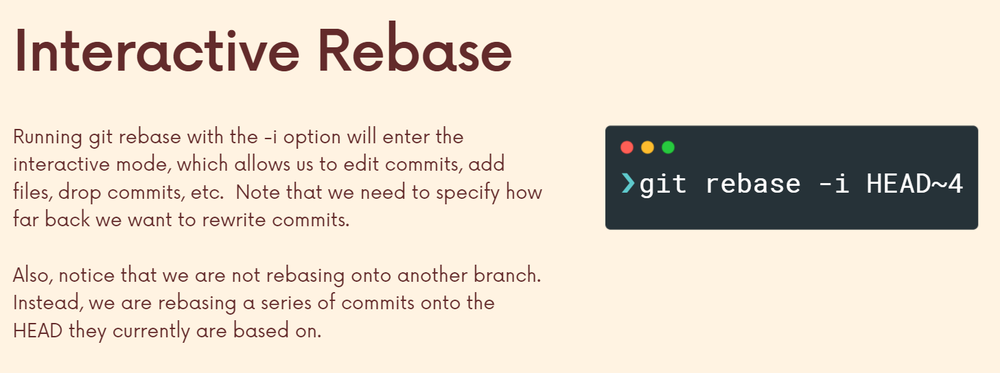 Interactive Rebase
Running git rebase with the -i option will enter the
interactive mode, which allows us to edit commits, add
files, drop commits, etc.  Note that we need to specify how
far back we want to rewrite commits.
Also, notice that we are not rebasing onto another branch.
Instead, we are rebasing a series of commits onto the
HEAD they currently are based on.
❯git rebase -i HEAD~4